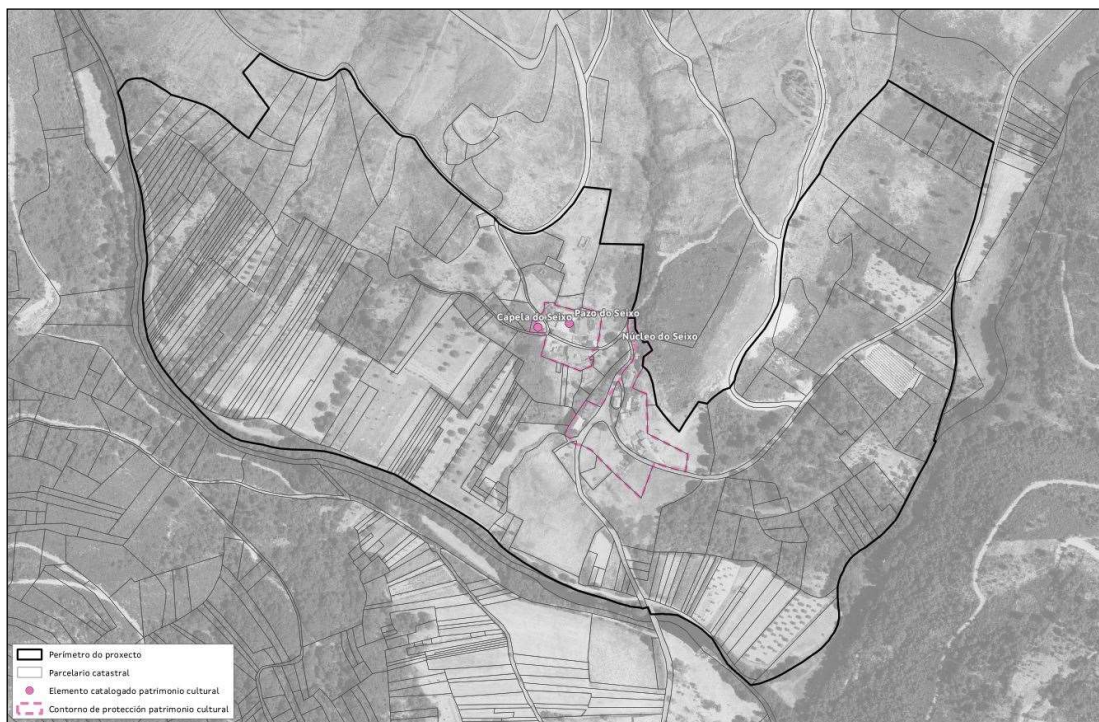 Capela do Seixo
Pazo do Seixo
Núcleo do Seixo
Perímetro do proxecto
Parcelario catastral
Elemento catalogado patrimonio cultural
Contorno de protección patrimonio cultural